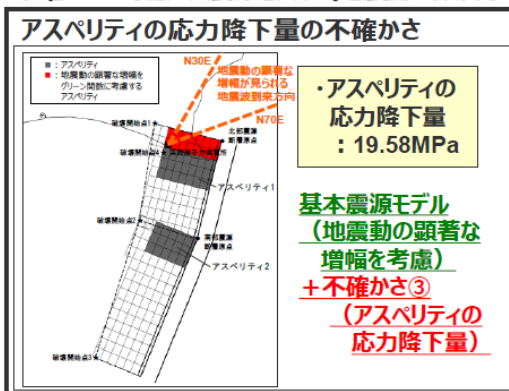 アスペリティの応力降下量の不確かさ
■：アスペリティ
■：地震動の顕著な増幅を
グリーン関数に考慮する
アスペリティ
N30E
地震動の顕著な
増幅が見られる
地震波到来方向
N70E
破壊開始点1
北部震源
断層原点
破壊開始点4
アスペリティ1
破壊開始点2
南部震源
断層原点
アスペリティ2
破壊開始点3
・アスペリティの
応力降下量
：19.58MPa
基本震源モデル
（地震動の顕著な
増幅を考慮）
＋不確かさ③
（アスペリティの
応力降下量）